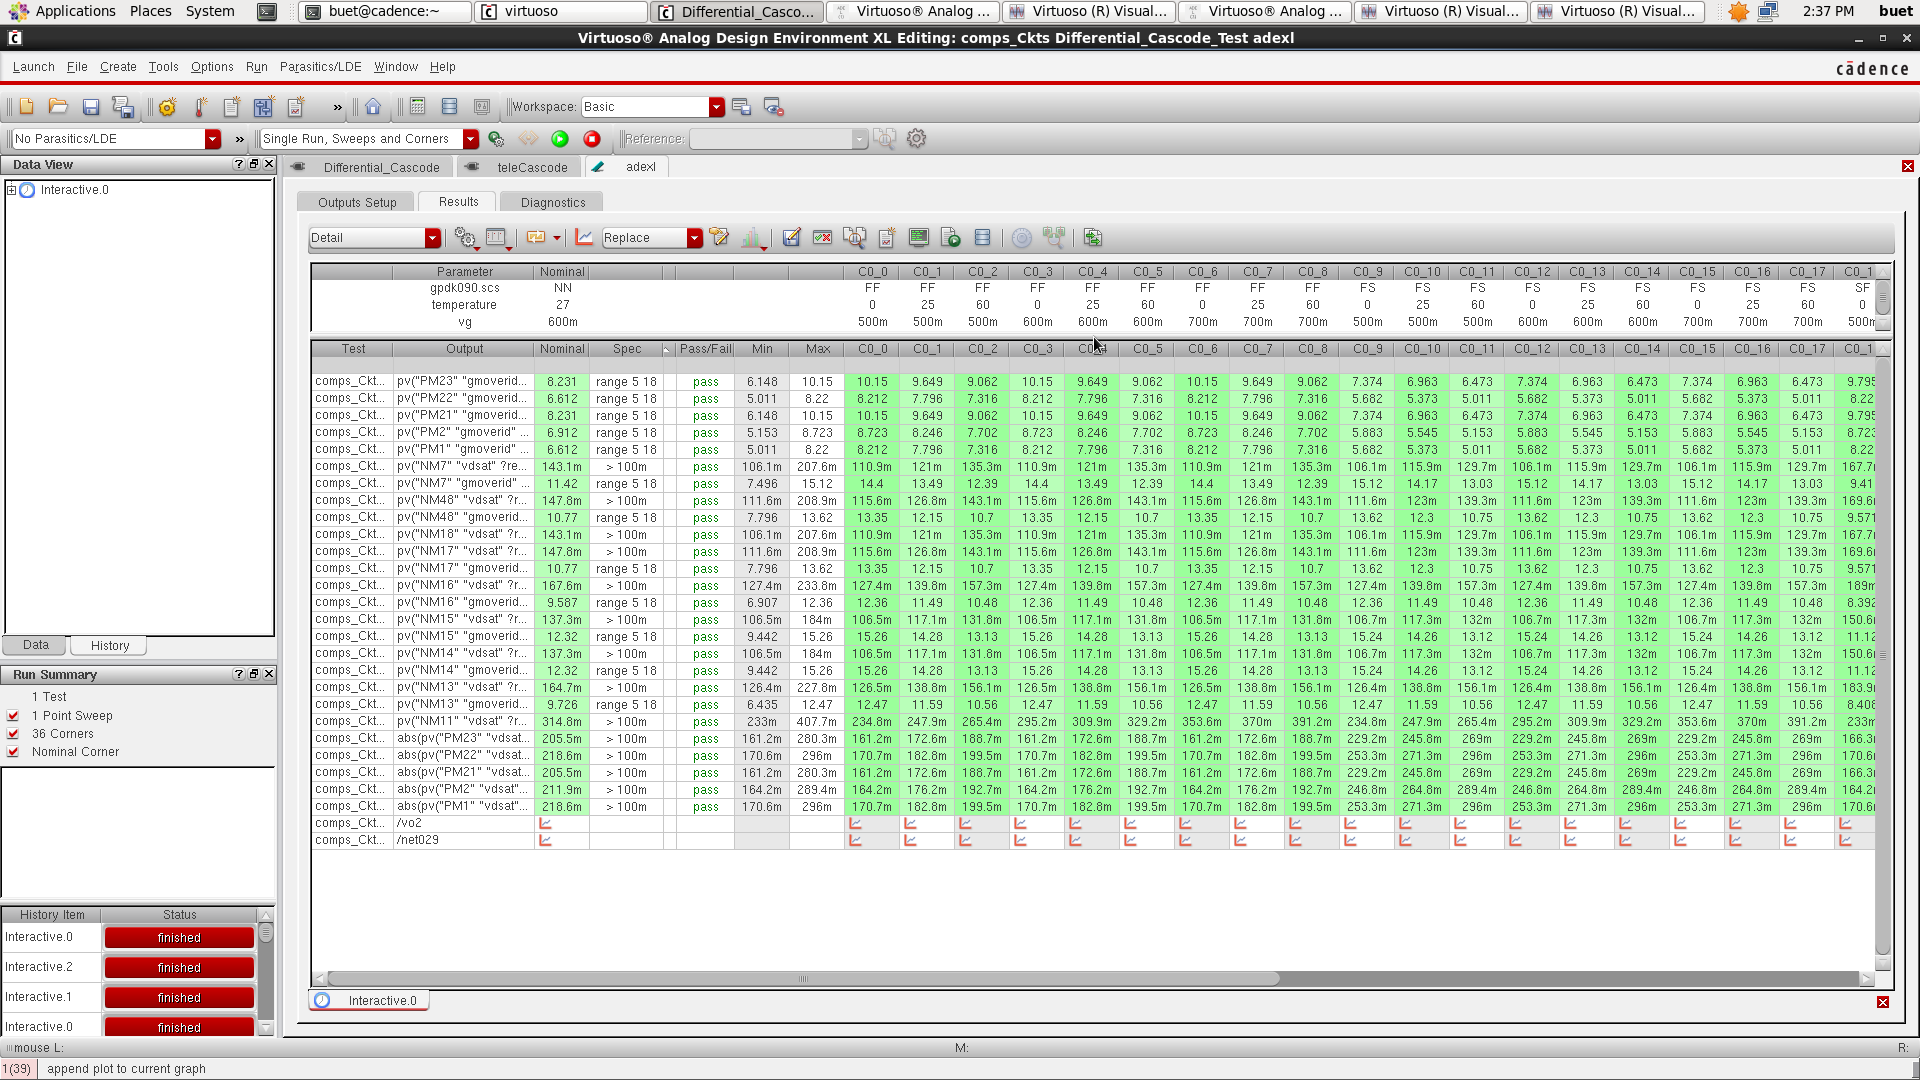 Applications Places System buet@cadence:~ virtuoso Differential_Casco... Virtuoso® Analog ... Virtuoso (R) Visual... Virtuoso® Analog ... Virtuoso (R) Visual... Virtuoso (R) Visual... 2:37 PM buet
Virtuoso® Analog Design Environment XL Editing: comps_Ckts Differential_Cascode_Test adexl
Launch File Create Tools Options Run Parasitics/LDE Window Help cādence
» Workspace: Basic
No Parasitics/LDE » Single Run, Sweeps and Corners Reference:
Data View Differential_Cascode teleCascode adexl
Interactive.0
Outputs Setup Results Diagnostics
Detail Replace
Parameter Nominal C0_0 C0_1 C0_2 C0_3 C0_4 C0_5 C0_6 C0_7 C0_8 C0_9 C0_10 C0_11 C0_12 C0_13 C0_14 C0_15 C0_16 C0_17 C0_1
gpdk090.scs NN FF FF FF FF FF FF FF FF FF FS FS FS FS FS FS FS FS FS SF
temperature 27 0 25 60 0 25 60 0 25 60 0 25 60 0 25 60 0 25 60 0
vg 600m 500m 500m 500m 600m 600m 600m 700m 700m 700m 500m 500m 500m 600m 600m 600m 700m 700m 700m 500m
Test Output Nominal Spec Pass/Fail Min Max C0_0 C0_1 C0_2 C0_3 C0_4 C0_5 C0_6 C0_7 C0_8 C0_9 C0_10 C0_11 C0_12 C0_13 C0_14 C0_15 C0_16 C0_17 C0_1
comps_Ckt... pv("PM23" "gmoverid... 8.231 range 5 18 pass 6.148 10.15 10.15 9.649 9.062 10.15 9.649 9.062 10.15 9.649 9.062 7.374 6.963 6.473 7.374 6.963 6.473 7.374 6.963 6.473 9.795
comps_Ckt... pv("PM22" "gmoverid... 6.612 range 5 18 pass 5.011 8.22 8.212 7.796 7.316 8.212 7.796 7.316 8.212 7.796 7.316 5.682 5.373 5.011 5.682 5.373 5.011 5.682 5.373 5.011 8.22
comps_Ckt... pv("PM21" "gmoverid... 8.231 range 5 18 pass 6.148 10.15 10.15 9.649 9.062 10.15 9.649 9.062 10.15 9.649 9.062 7.374 6.963 6.473 7.374 6.963 6.473 7.374 6.963 6.473 9.795
comps_Ckt... pv("PM2" "gmoverid" ... 6.912 range 5 18 pass 5.153 8.723 8.723 8.246 7.702 8.723 8.246 7.702 8.723 8.246 7.702 5.883 5.545 5.153 5.883 5.545 5.153 5.883 5.545 5.153 8.723
comps_Ckt... pv("PM1" "gmoverid" ... 6.612 range 5 18 pass 5.011 8.22 8.212 7.796 7.316 8.212 7.796 7.316 8.212 7.796 7.316 5.682 5.373 5.011 5.682 5.373 5.011 5.682 5.373 5.011 8.22
comps_Ckt... pv("NM7" "vdsat" ?re... 143.1m > 100m pass 106.1m 207.6m 110.9m 121m 135.3m 110.9m 121m 135.3m 110.9m 121m 135.3m 106.1m 115.9m 129.7m 106.1m 115.9m 129.7m 106.1m 115.9m 129.7m 167.7
comps_Ckt... pv("NM7" "gmoverid" ... 11.42 range 5 18 pass 7.496 15.12 14.4 13.49 12.39 14.4 13.49 12.39 14.4 13.49 12.39 15.12 14.17 13.03 15.12 14.17 13.03 15.12 14.17 13.03 9.41
comps_Ckt... pv("NM48" "vdsat" ?r... 147.8m > 100m pass 111.6m 208.9m 115.6m 126.8m 143.1m 115.6m 126.8m 143.1m 115.6m 126.8m 143.1m 111.6m 123m 139.3m 111.6m 123m 139.3m 111.6m 123m 139.3m 169.6
comps_Ckt... pv("NM48" "gmoverid... 10.77 range 5 18 pass 7.796 13.62 13.35 12.15 10.7 13.35 12.15 10.7 13.35 12.15 10.7 13.62 12.3 10.75 13.62 12.3 10.75 13.62 12.3 10.75 9.571
comps_Ckt... pv("NM18" "vdsat" ?r... 143.1m > 100m pass 106.1m 207.6m 110.9m 121m 135.3m 110.9m 121m 135.3m 110.9m 121m 135.3m 106.1m 115.9m 129.7m 106.1m 115.9m 129.7m 106.1m 115.9m 129.7m 167.7
comps_Ckt... pv("NM17" "vdsat" ?r... 147.8m > 100m pass 111.6m 208.9m 115.6m 126.8m 143.1m 115.6m 126.8m 143.1m 115.6m 126.8m 143.1m 111.6m 123m 139.3m 111.6m 123m 139.3m 111.6m 123m 139.3m 169.6
comps_Ckt... pv("NM17" "gmoverid... 10.77 range 5 18 pass 7.796 13.62 13.35 12.15 10.7 13.35 12.15 10.7 13.35 12.15 10.7 13.62 12.3 10.75 13.62 12.3 10.75 13.62 12.3 10.75 9.571
comps_Ckt... pv("NM16" "vdsat" ?r... 167.6m > 100m pass 127.4m 233.8m 127.4m 139.8m 157.3m 127.4m 139.8m 157.3m 127.4m 139.8m 157.3m 127.4m 139.8m 157.3m 127.4m 139.8m 157.3m 127.4m 139.8m 157.3m 189m
comps_Ckt... pv("NM16" "gmoverid... 9.587 range 5 18 pass 6.907 12.36 12.36 11.49 10.48 12.36 11.49 10.48 12.36 11.49 10.48 12.36 11.49 10.48 12.36 11.49 10.48 12.36 11.49 10.48 8.392
comps_Ckt... pv("NM15" "vdsat" ?r... 137.3m > 100m pass 106.5m 184m 106.5m 117.1m 131.8m 106.5m 117.1m 131.8m 106.5m 117.1m 131.8m 106.7m 117.3m 132m 106.7m 117.3m 132m 106.7m 117.3m 132m 150.6
comps_Ckt... pv("NM15" "gmoverid... 12.32 range 5 18 pass 9.442 15.26 15.26 14.28 13.13 15.26 14.28 13.13 15.26 14.28 13.13 15.24 14.26 13.12 15.24 14.26 13.12 15.24 14.26 13.12 11.12
comps_Ckt... pv("NM14" "vdsat" ?r... 137.3m > 100m pass 106.5m 184m 106.5m 117.1m 131.8m 106.5m 117.1m 131.8m 106.5m 117.1m 131.8m 106.7m 117.3m 132m 106.7m 117.3m 132m 106.7m 117.3m 132m 150.6
comps_Ckt... pv("NM14" "gmoverid... 12.32 range 5 18 pass 9.442 15.26 15.26 14.28 13.13 15.26 14.28 13.13 15.26 14.28 13.13 15.24 14.26 13.12 15.24 14.26 13.12 15.24 14.26 13.12 11.12
comps_Ckt... pv("NM13" "vdsat" ?r... 164.7m > 100m pass 126.4m 227.8m 126.5m 138.8m 156.1m 126.5m 138.8m 156.1m 126.5m 138.8m 156.1m 126.4m 138.8m 156.1m 126.4m 138.8m 156.1m 126.4m 138.8m 156.1m 183.9
comps_Ckt... pv("NM13" "gmoverid... 9.726 range 5 18 pass 6.435 12.47 12.47 11.59 10.56 12.47 11.59 10.56 12.47 11.59 10.56 12.47 11.59 10.56 12.47 11.59 10.56 12.47 11.59 10.56 8.408
comps_Ckt... pv("NM11" "vdsat" ?r... 314.8m > 100m pass 233m 407.7m 234.8m 247.9m 265.4m 295.2m 309.9m 329.2m 353.6m 370m 391.2m 234.8m 247.9m 265.4m 295.2m 309.9m 329.2m 353.6m 370m 391.2m 233m
comps_Ckt... abs(pv("PM23" "vdsat... 205.5m > 100m pass 161.2m 280.3m 161.2m 172.6m 188.7m 161.2m 172.6m 188.7m 161.2m 172.6m 188.7m 229.2m 245.8m 269m 229.2m 245.8m 269m 229.2m 245.8m 269m 166.3
comps_Ckt... abs(pv("PM22" "vdsat... 218.6m > 100m pass 170.6m 296m 170.7m 182.8m 199.5m 170.7m 182.8m 199.5m 170.7m 182.8m 199.5m 253.3m 271.3m 296m 253.3m 271.3m 296m 253.3m 271.3m 296m 170.6
comps_Ckt... abs(pv("PM21" "vdsat... 205.5m > 100m pass 161.2m 280.3m 161.2m 172.6m 188.7m 161.2m 172.6m 188.7m 161.2m 172.6m 188.7m 229.2m 245.8m 269m 229.2m 245.8m 269m 229.2m 245.8m 269m 166.3
comps_Ckt... abs(pv("PM2" "vdsat"... 211.9m > 100m pass 164.2m 289.4m 164.2m 176.2m 192.7m 164.2m 176.2m 192.7m 164.2m 176.2m 192.7m 246.8m 264.8m 289.4m 246.8m 264.8m 289.4m 246.8m 264.8m 289.4m 164.2
comps_Ckt... abs(pv("PM1" "vdsat"... 218.6m > 100m pass 170.6m 296m 170.7m 182.8m 199.5m 170.7m 182.8m 199.5m 170.7m 182.8m 199.5m 253.3m 271.3m 296m 253.3m 271.3m 296m 253.3m 271.3m 296m 170.6
comps_Ckt... /vo2
comps_Ckt... /net029
Data History
Run Summary
1 Test
1 Point Sweep
36 Corners
Nominal Corner
History Item Status
Interactive.0 finished
Interactive.2 finished
Interactive.1 finished
Interactive.0 finished
Interactive.0
mouse L: M: R:
1(39) append plot to current graph